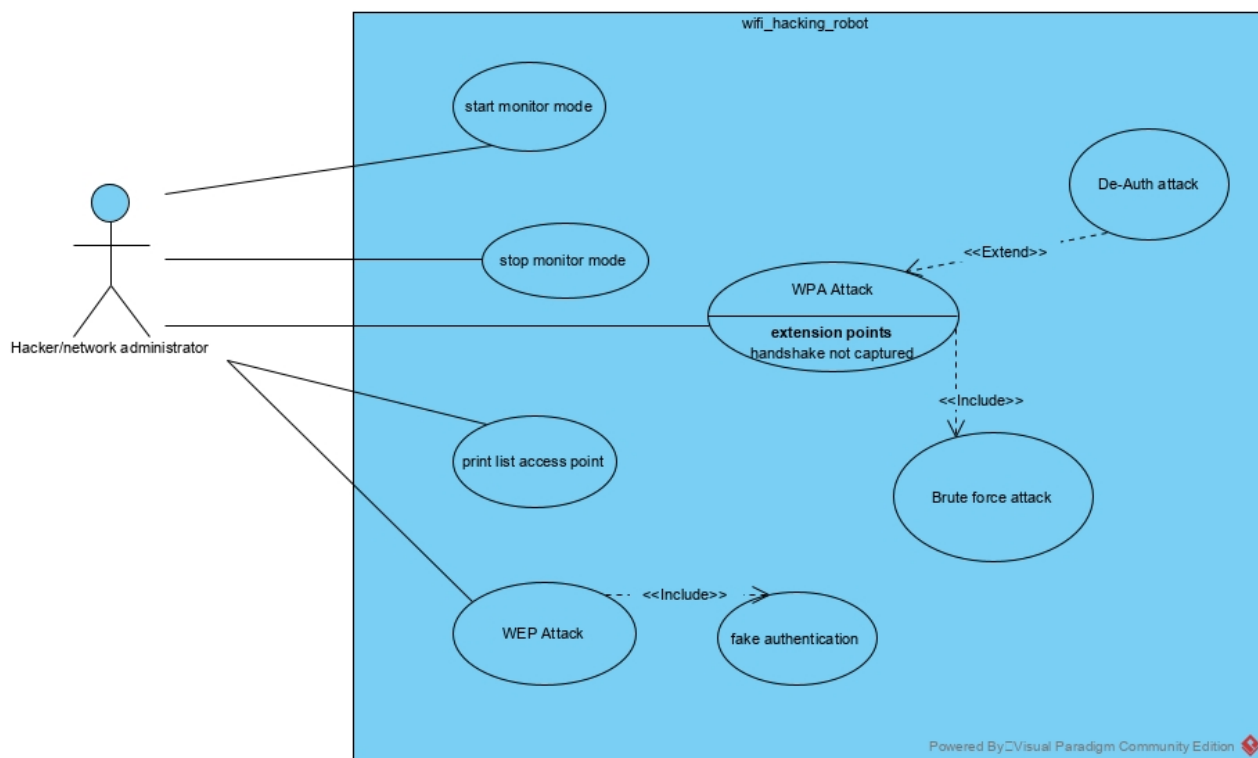 wifi_hacking_robot
start monitor mode
De-Auth attack
stop monitor mode
<<Extend>>
WPA Attack
extension points
handshake not captured
Hacker/network administrator
<<Include>>
print list access point
Brute force attack
<<Include>>
WEP Attack
fake authentication
Powered By Visual Paradigm Community Edition